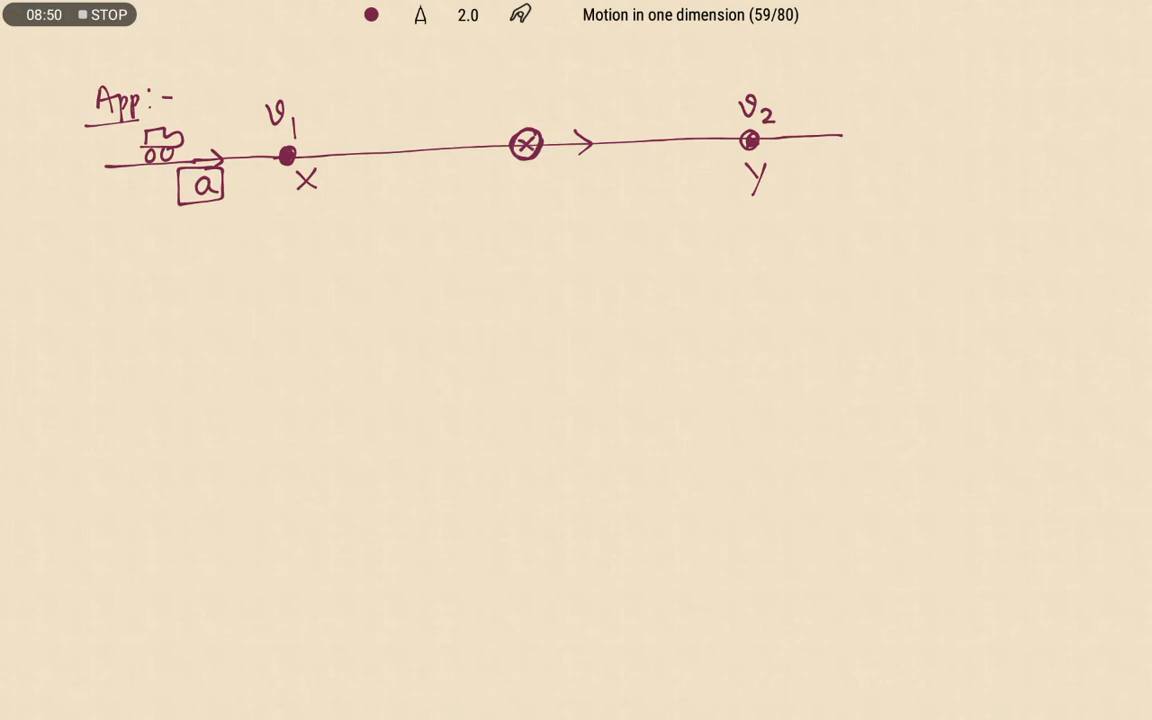 08:50 STOP 2.0 Motion in one dimension (59/80)
App:-
v₁ v₂
a
X Y